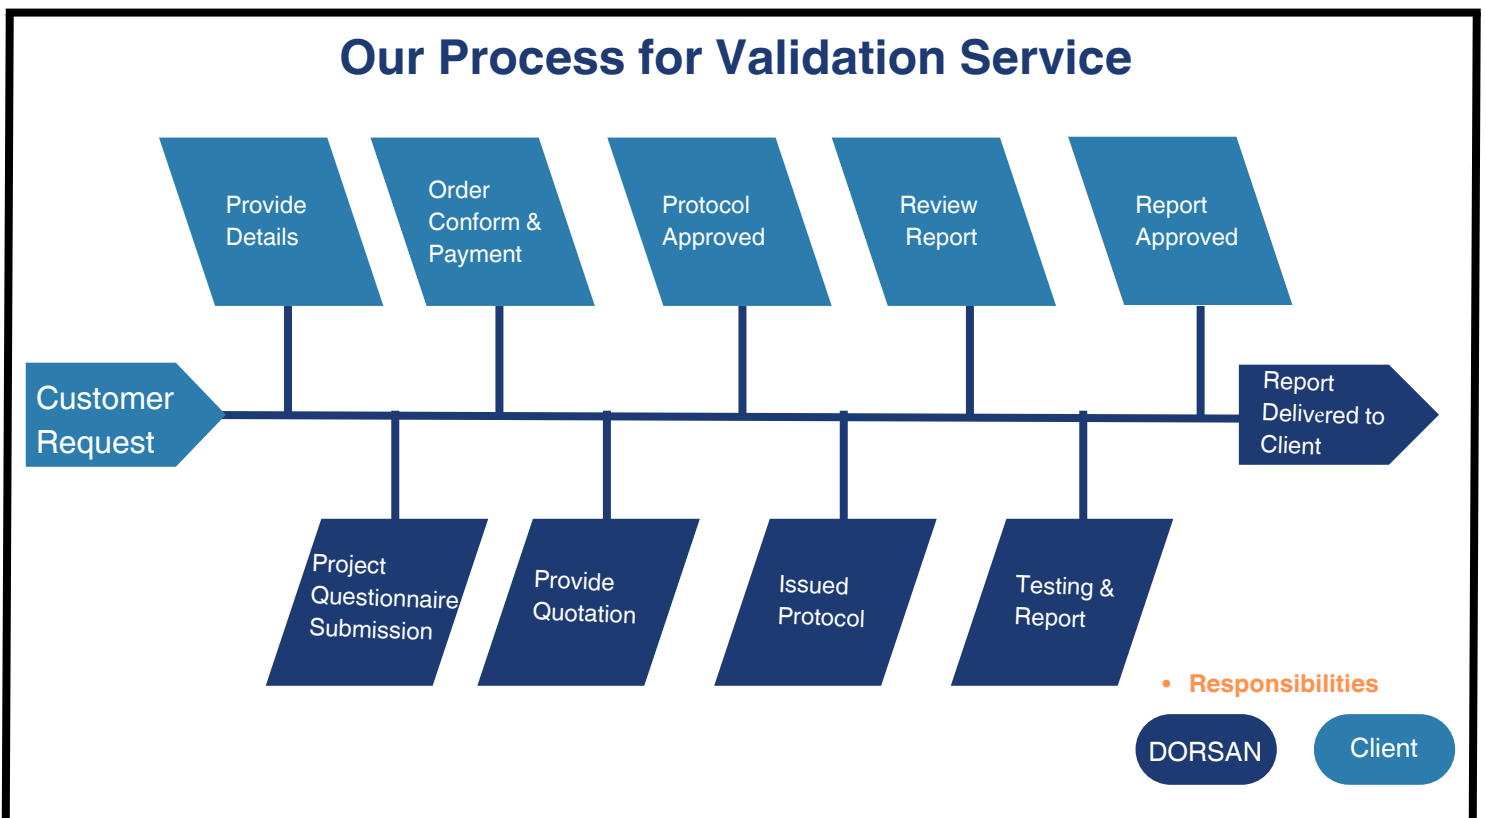 Our Process for Validation Service
Provide
Details
Order
Conform &
Payment
Protocol
Approved
Review
Report
Report
Approved
Customer
Request
Report
Delivered to
Client
Project
Questionnaire
Submission
Provide
Quotation
Issued
Protocol
Testing &
Report
• Responsibilities
DORSAN
Client